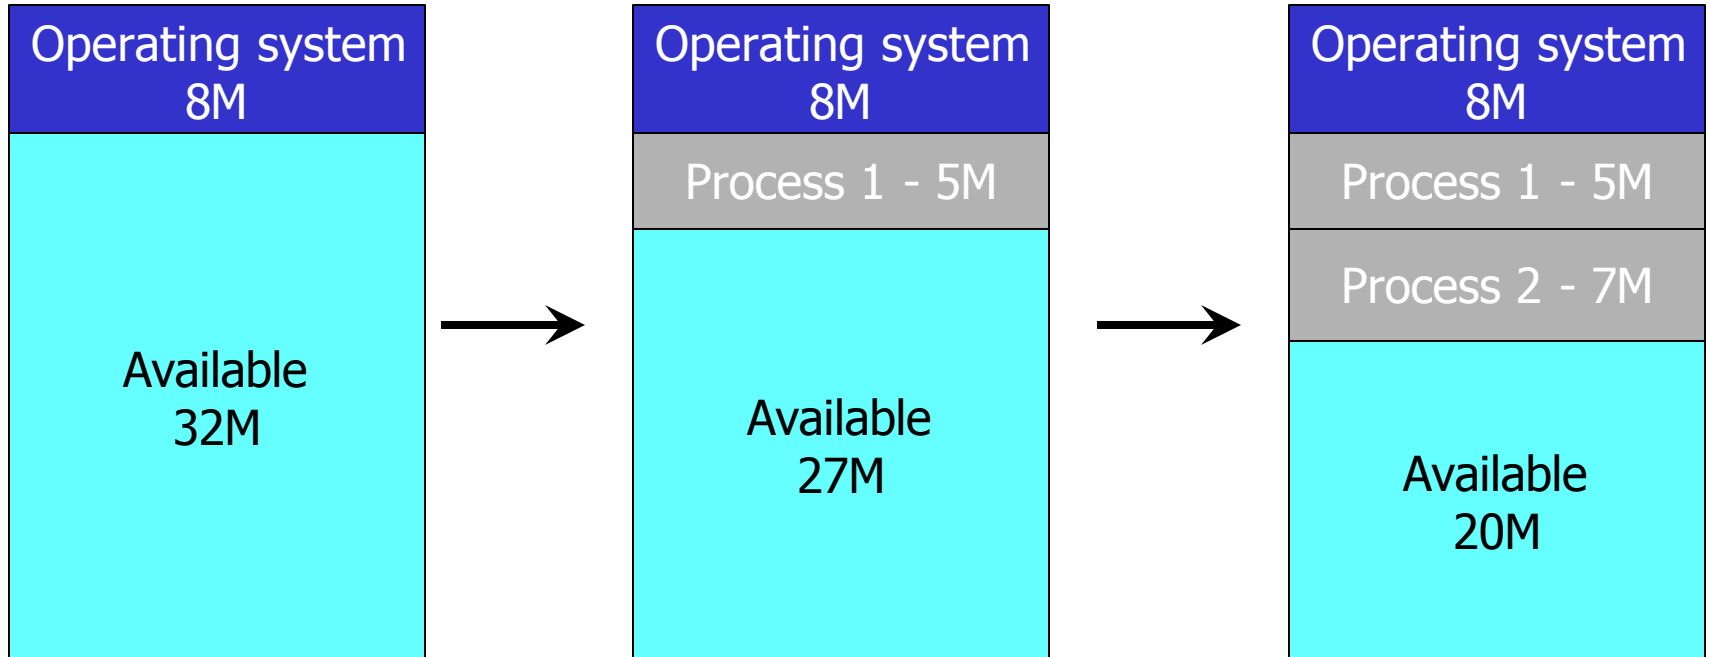 Operating system
8M
Available
32M
Operating system
8M
Process 1 - 5M
Available
27M
Operating system
8M
Process 1 - 5M
Process 2 - 7M
Available
20M